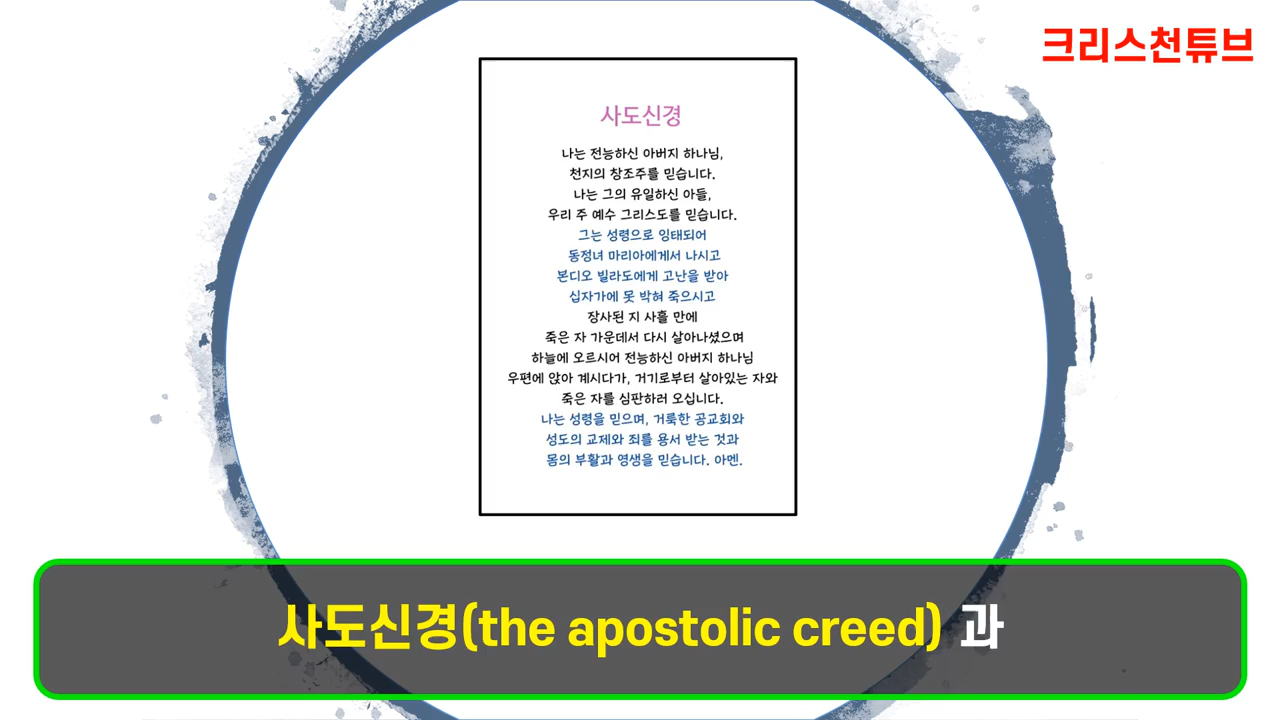 크리스천튜브
사도신경
나는 전능하신 아버지 하나님,
천지의 창조주를 믿습니다.
나는 그의 유일하신 아들,
우리 주 예수 그리스도를 믿습니다.
그는 성령으로 잉태되어
동정녀 마리아에게서 나시고
본디오 빌라도에게 고난을 받아
십자가에 못 박혀 죽으시고
장사된 지 사흘 만에
죽은 자 가운데서 다시 살아나셨으며
하늘에 오르시어 전능하신 아버지 하나님
우편에 앉아 계시다가, 거기로부터 살아있는 자와
죽은 자를 심판하러 오십니다.
나는 성령을 믿으며, 거룩한 공교회와
성도의 교제와 죄를 용서 받는 것과
몸의 부활과 영생을 믿습니다. 아멘.
사도신경(the apostolic creed) 과